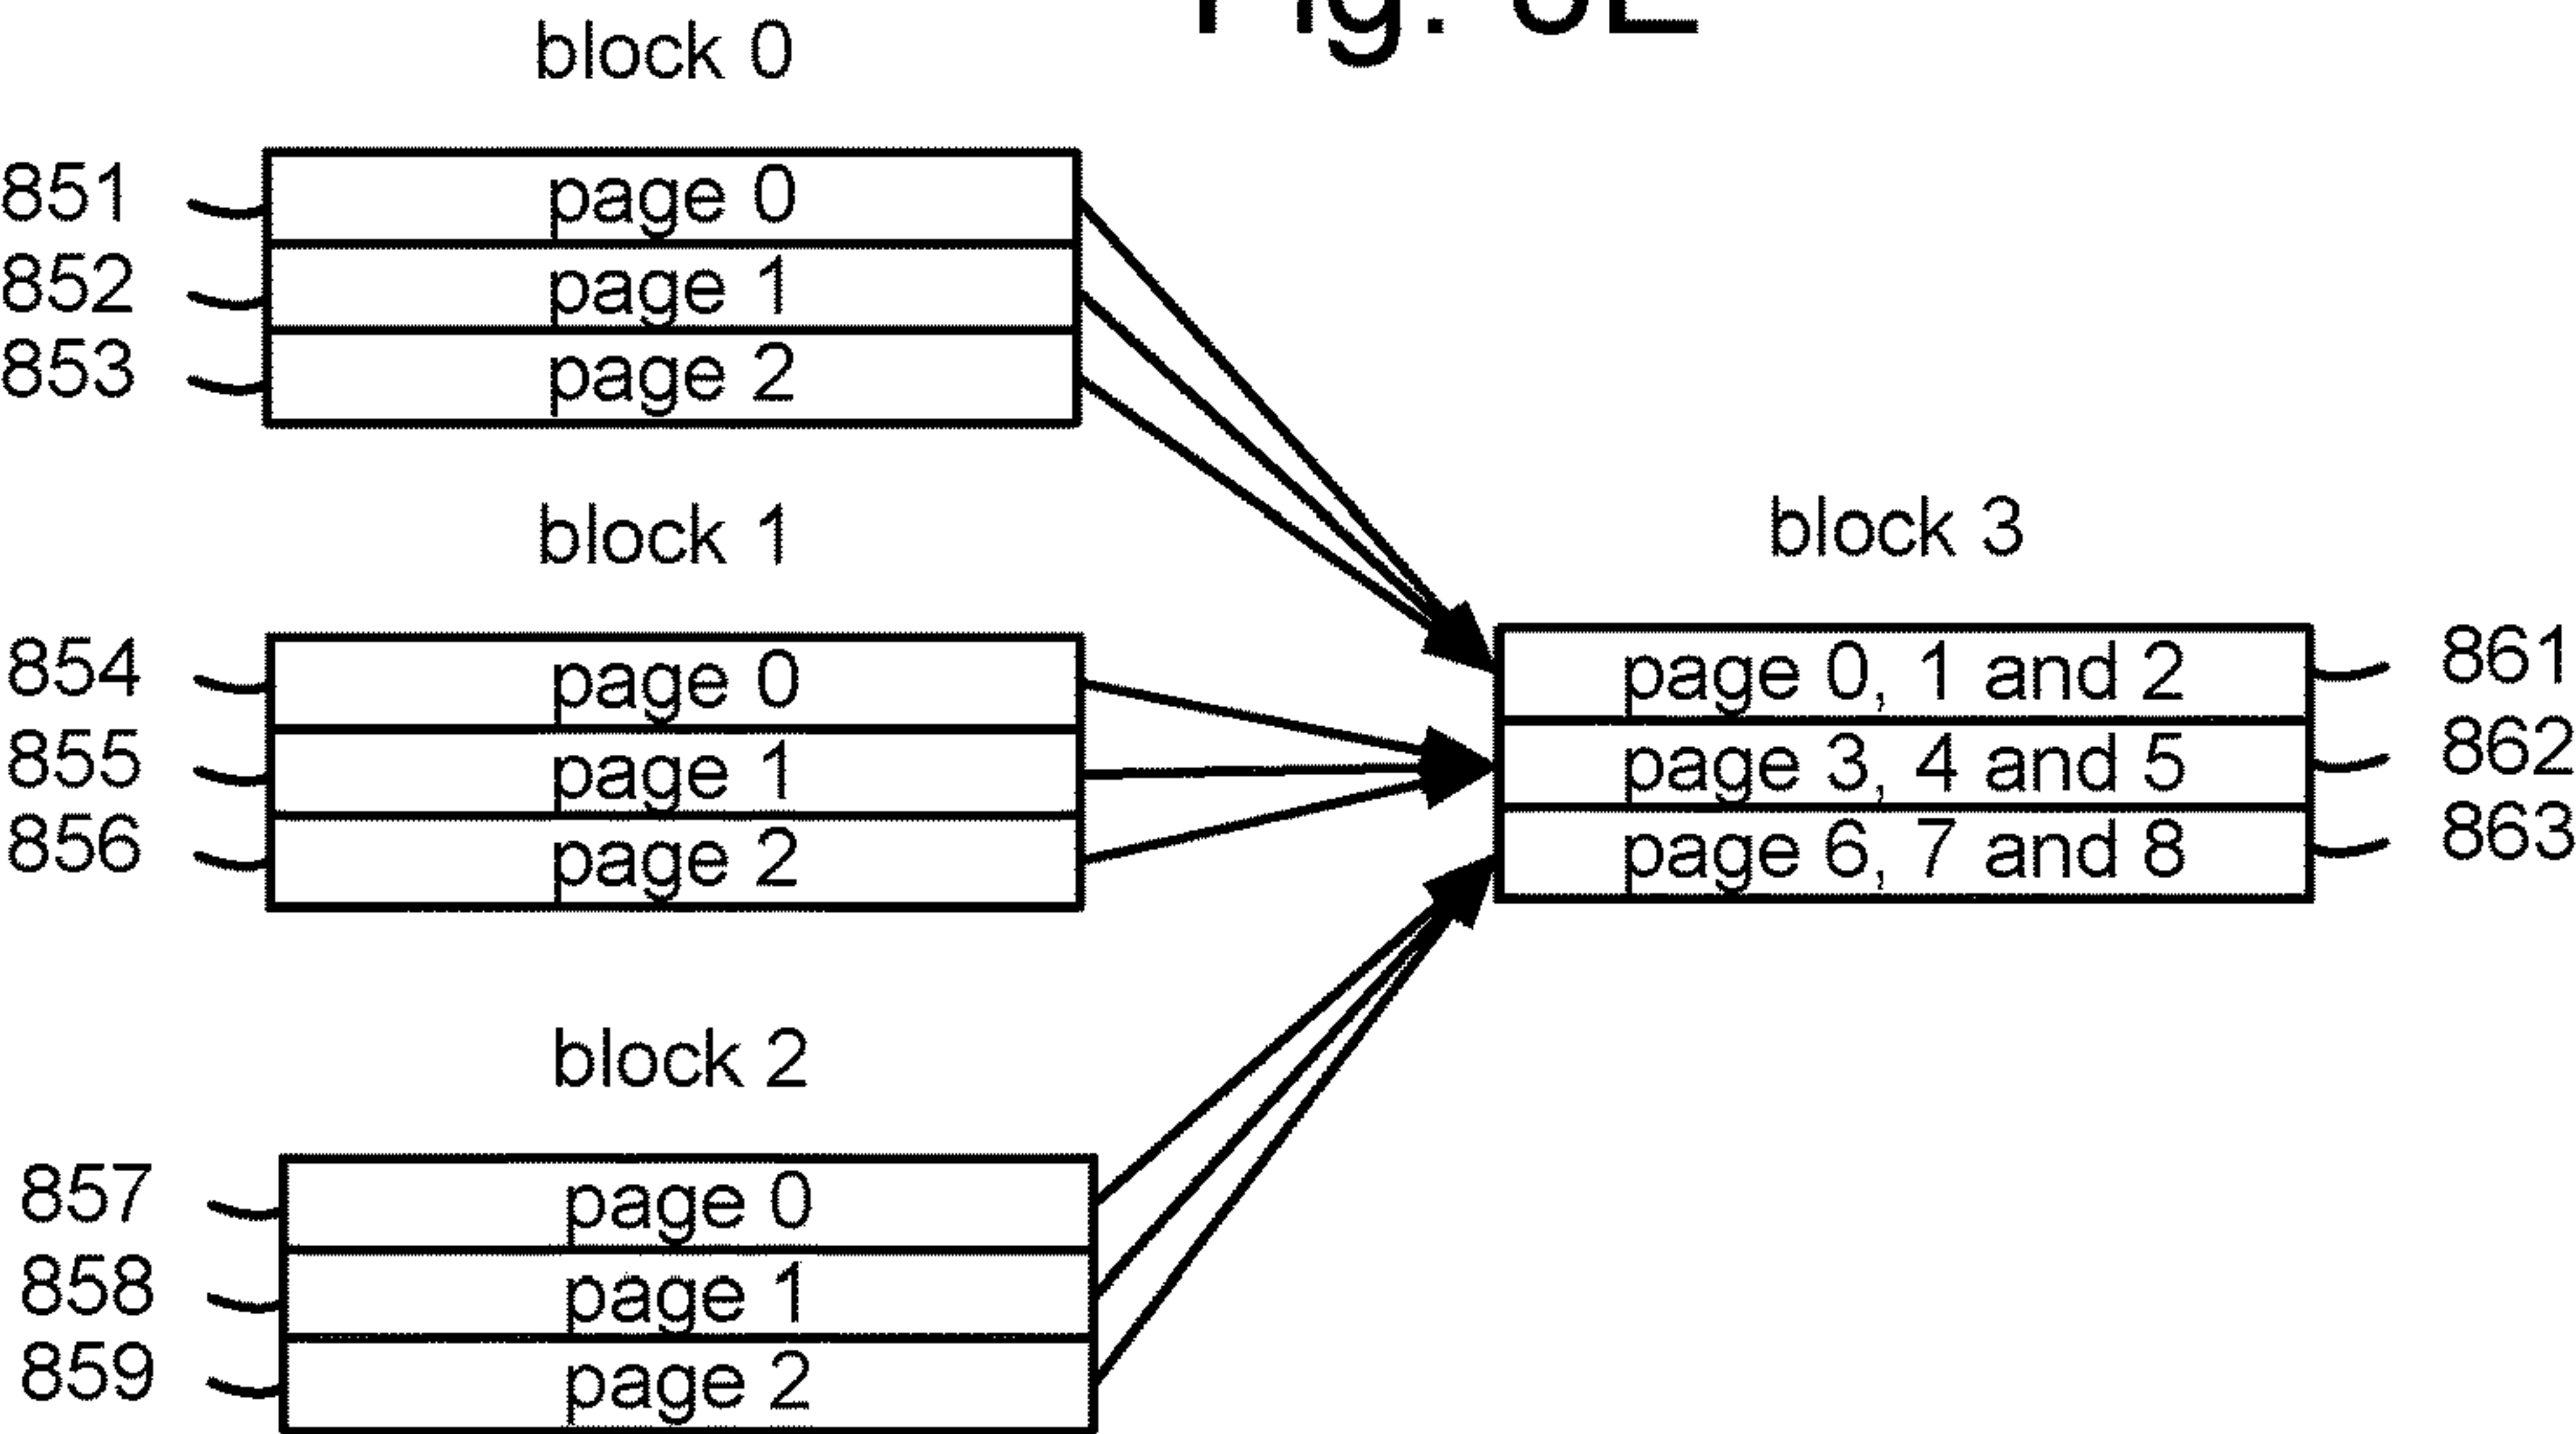 block 0
851 page 0
852 page 1
853 page 2
block 1
854 page 0
855 page 1
856 page 2
block 3
page 0, 1 and 2 861
page 3, 4 and 5 862
page 6, 7 and 8 863
block 2
857 page 0
858 page 1
859 page 2